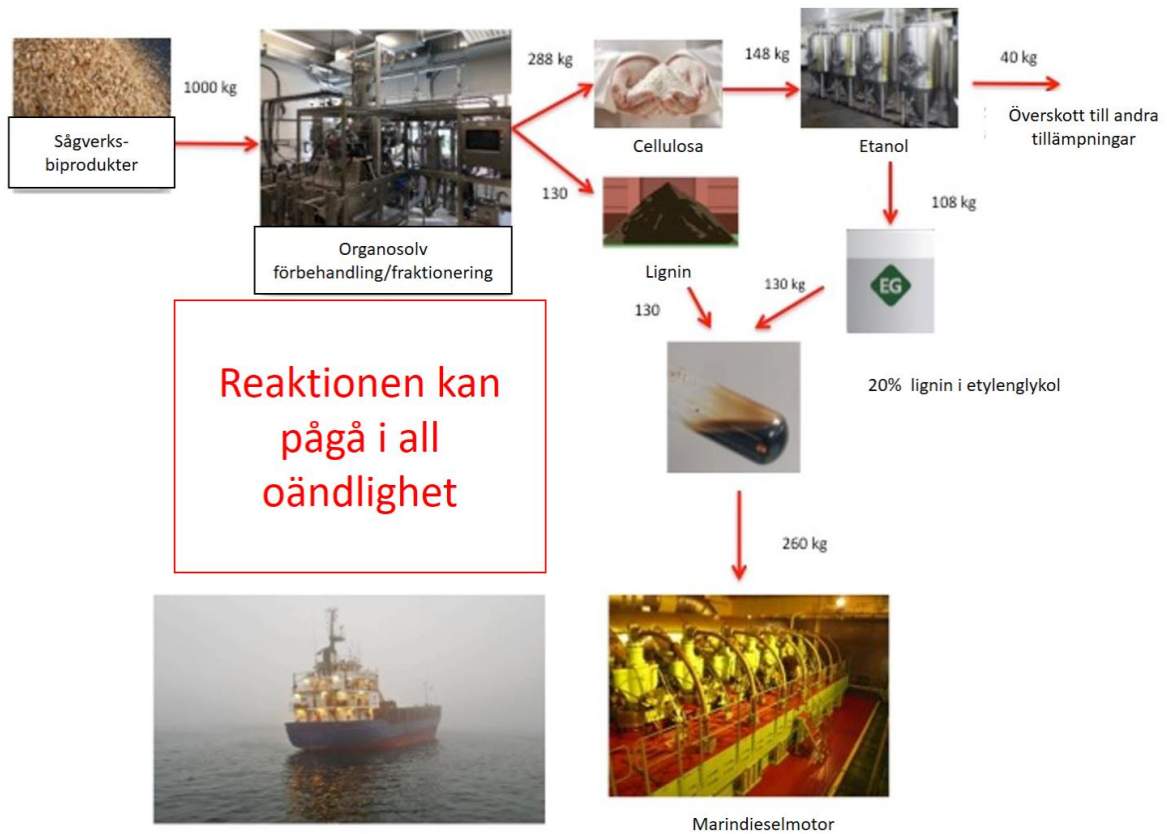 1000 kg
288 kg
148 kg
40 kg
Sågverks-
biprodukter
Cellulosa
Etanol
Överskott till andra
tillämpningar
130
108 kg
Organosolv
förbehandling/fraktionering
Lignin
EG
130 kg
130
20% lignin i etylenglykol
Reaktionen kan
pågå i all
oändlighet
260 kg
Marindieselmotor